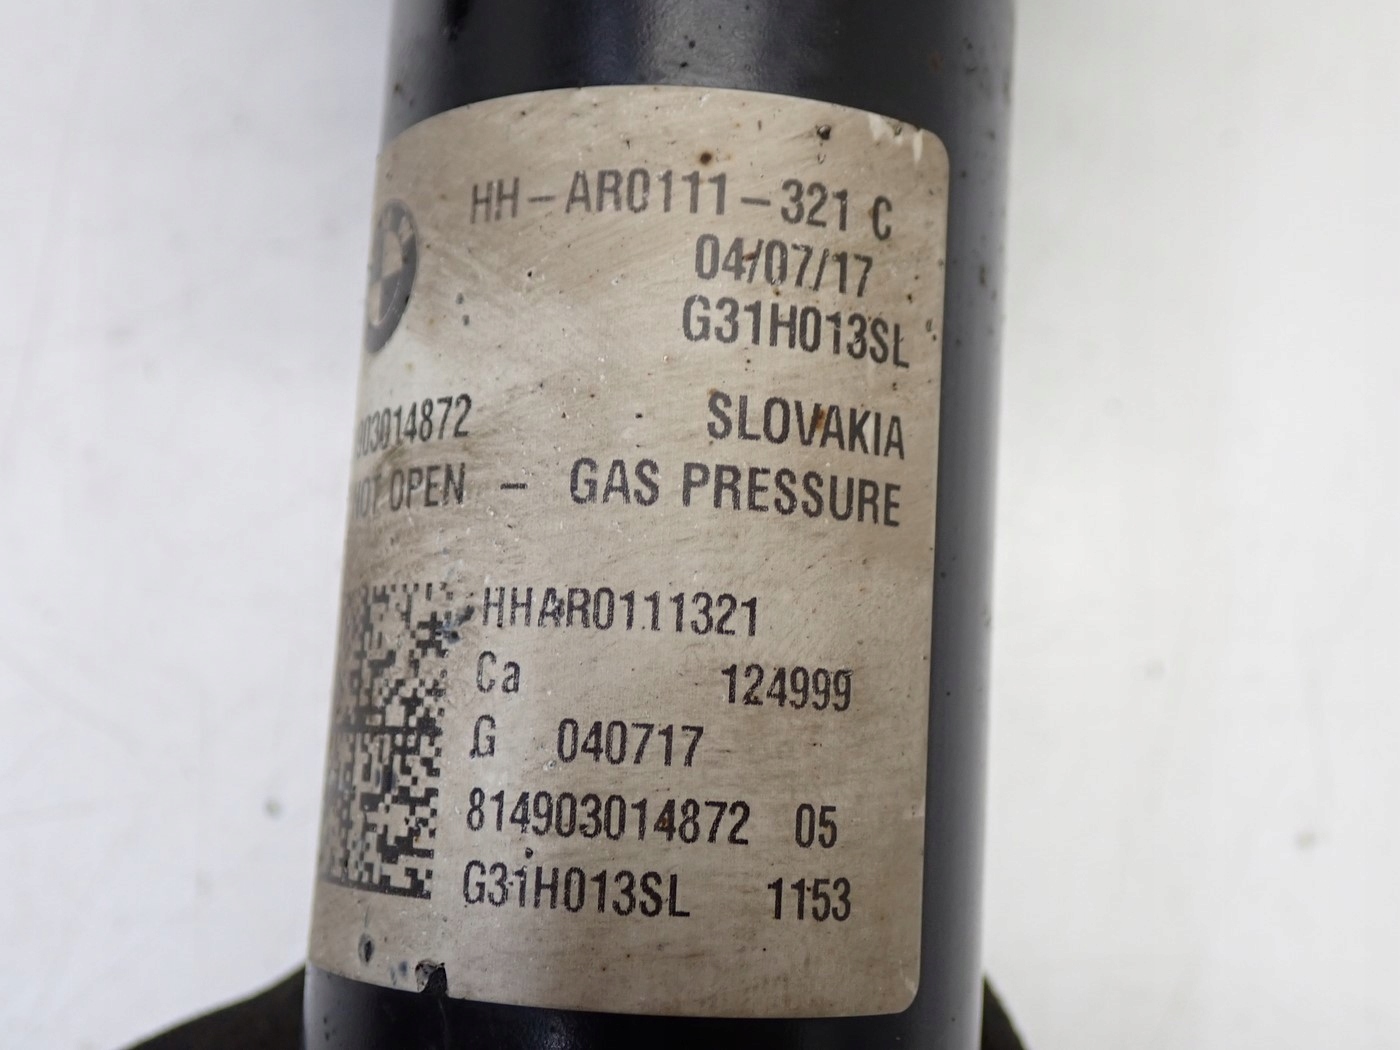 HH-AR0111-321 C
04/07/17
G31H013SL
903014872 SLOVAKIA
NOT OPEN - GAS PRESSURE
HHAR0111321
Ca 124999
G 040717
814903014872 05
G31H013SL 1153